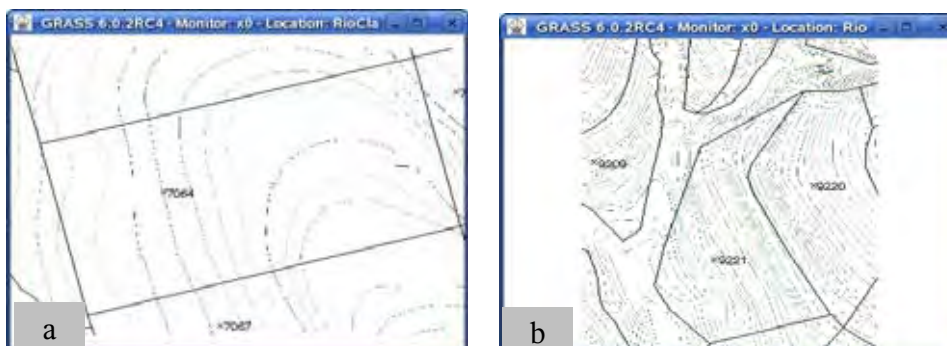 GRASS 6.0.2RC4 - Monitor: x0 - Location: RioCla
×7064
×7067
a
GRASS 6.0.2RC4 - Monitor: x0 - Location: Rio
×9209
×9220
×9221
b